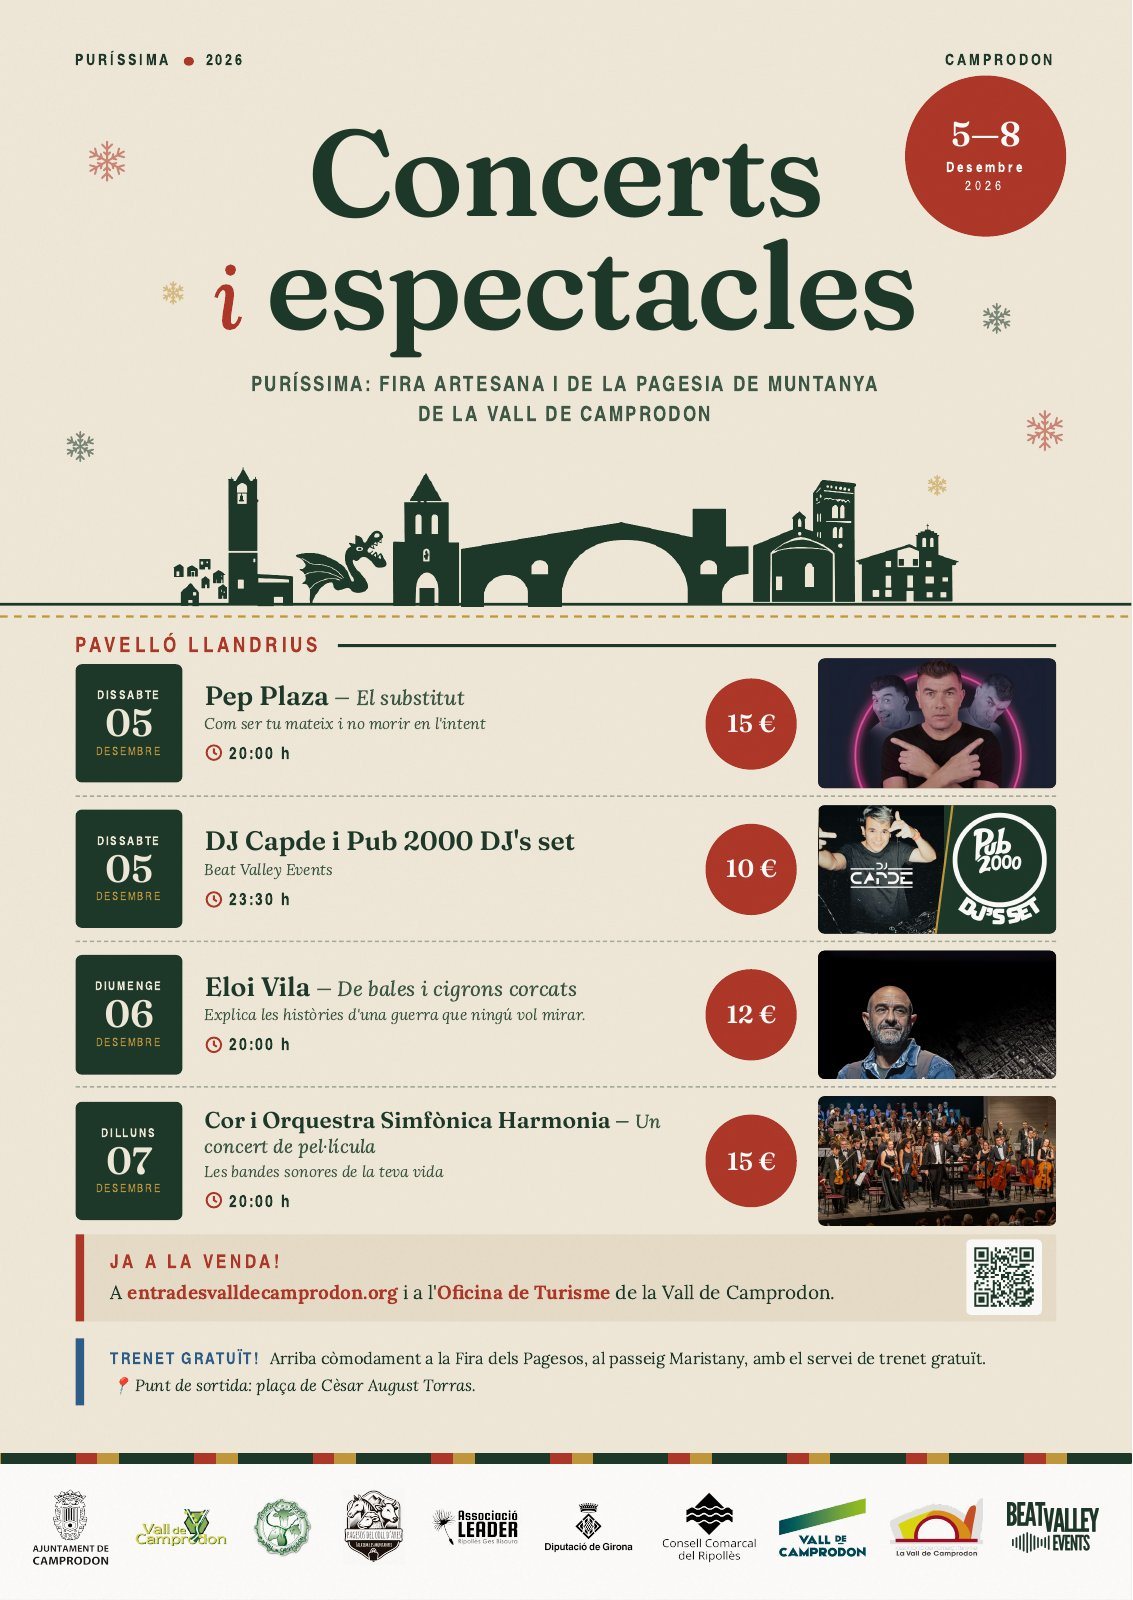 PURÍSSIMA ● 2026
CAMPRODON
5—8
Desembre
2026
Concerts
i espectacles
PURÍSSIMA: FIRA ARTESANA I DE LA PAGESIA DE MUNTANYA
DE LA VALL DE CAMPRODON
PAVELLÓ LLANDRIUS
DISSABTE
05
DESEMBRE
Pep Plaza — El substitut
Com ser tu mateix i no morir en l'intent
20:00 h
15 €
DISSABTE
05
DESEMBRE
DJ Capde i Pub 2000 DJ's set
Beat Valley Events
23:30 h
10 €
DJ
CAPDE
Pub
2000
DJ'S SET
DIUMENGE
06
DESEMBRE
Eloi Vila — De bales i cigrons corcats
Explica les històries d'una guerra que ningú vol mirar.
20:00 h
12 €
DILLUNS
07
DESEMBRE
Cor i Orquestra Simfònica Harmonia — Un
concert de pel·lícula
Les bandes sonores de la teva vida
20:00 h
15 €
JA A LA VENDA!
A entradesvalldecamprodon.org i a l'Oficina de Turisme de la Vall de Camprodon.
TRENET GRATUÏT! Arriba còmodament a la Fira dels Pagesos, al passeig Maristany, amb el servei de trenet gratuït.
Punt de sortida: plaça de Cèsar August Torras.
AJUNTAMENT DE
CAMPRODON
Vall de
Camprodon
Associació
LEADER
Ripollès Ges Bisaura
Diputació de Girona
Consell Comarcal
del Ripollès
VALL DE
CAMPRODON
La Vall de Camprodon
BEAT VALLEY
EVENTS